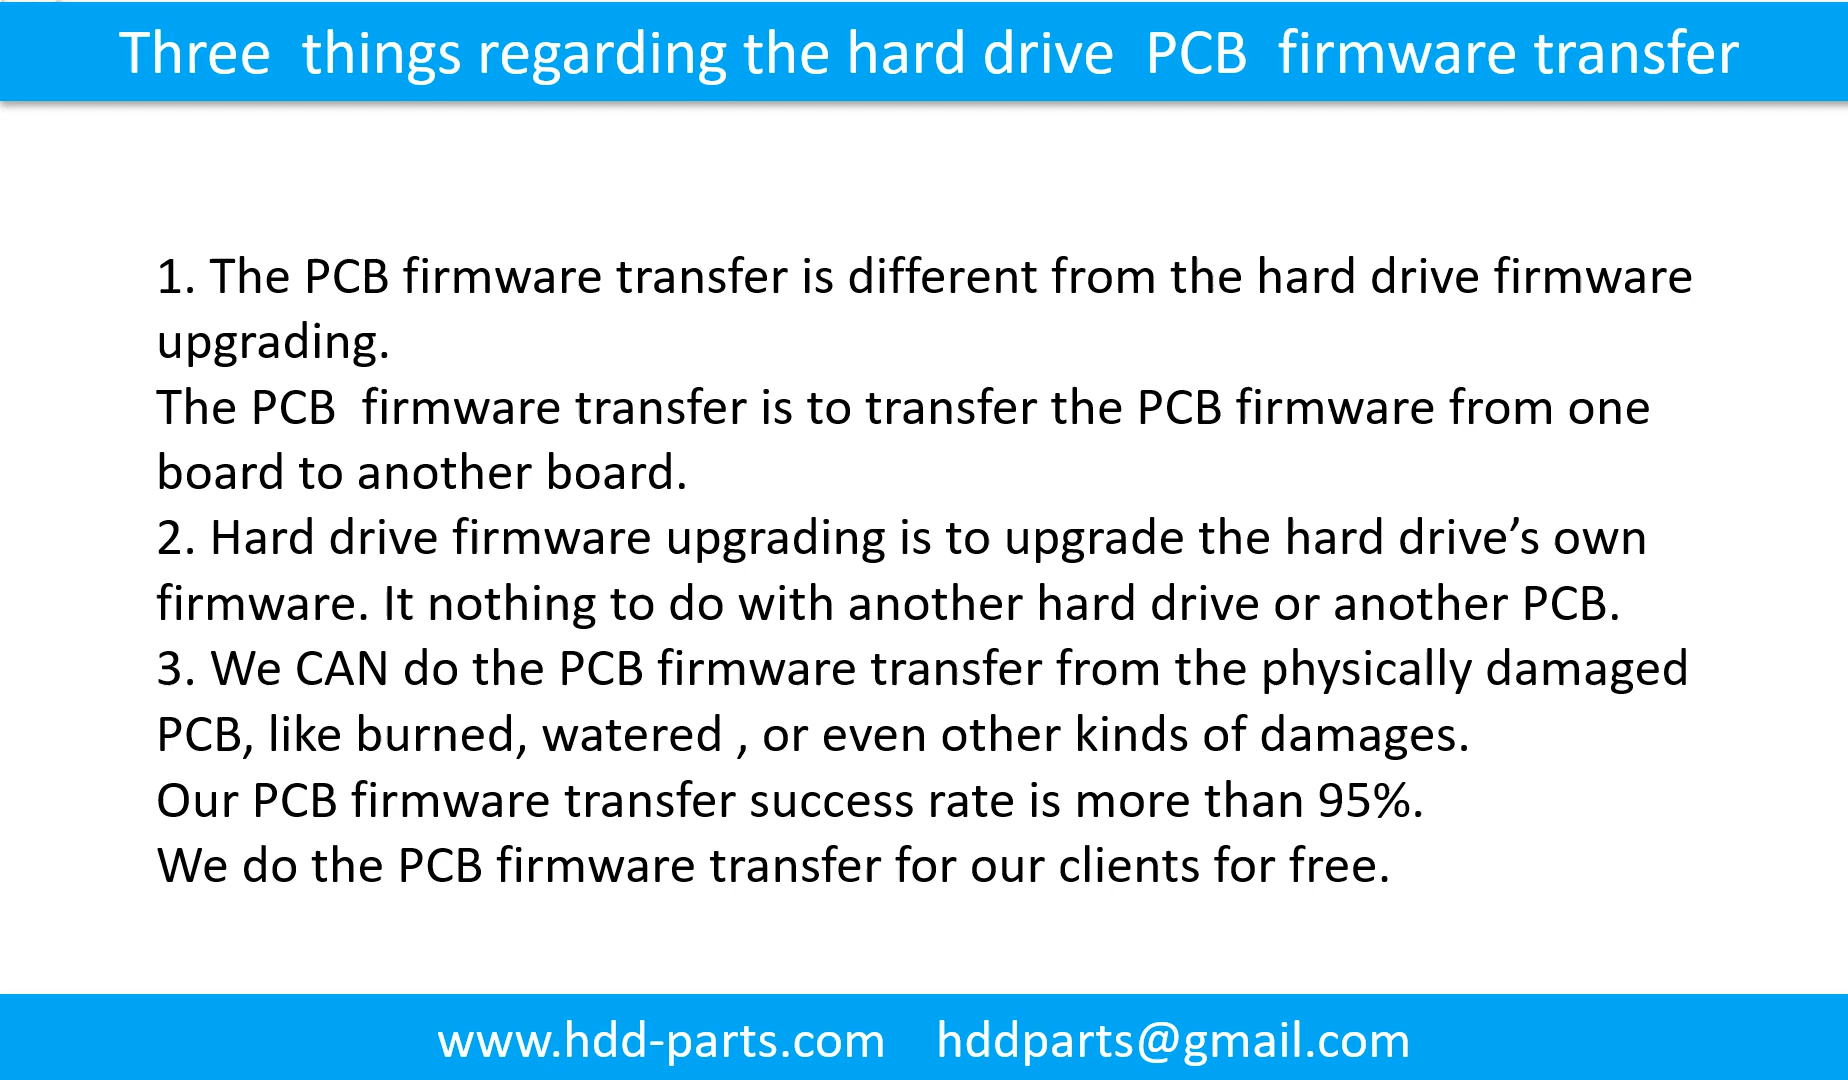 Three  things regarding the hard drive  PCB  firmware transfer
1. The PCB firmware transfer is different from the hard drive firmware
upgrading.
The PCB  firmware transfer is to transfer the PCB firmware from one
board to another board.
2. Hard drive firmware upgrading is to upgrade the hard drive’s own
firmware. It nothing to do with another hard drive or another PCB.
3. We CAN do the PCB firmware transfer from the physically damaged
PCB, like burned, watered , or even other kinds of damages.
Our PCB firmware transfer success rate is more than 95%.
We do the PCB firmware transfer for our clients for free.
www.hdd-parts.com    hddparts@gmail.com